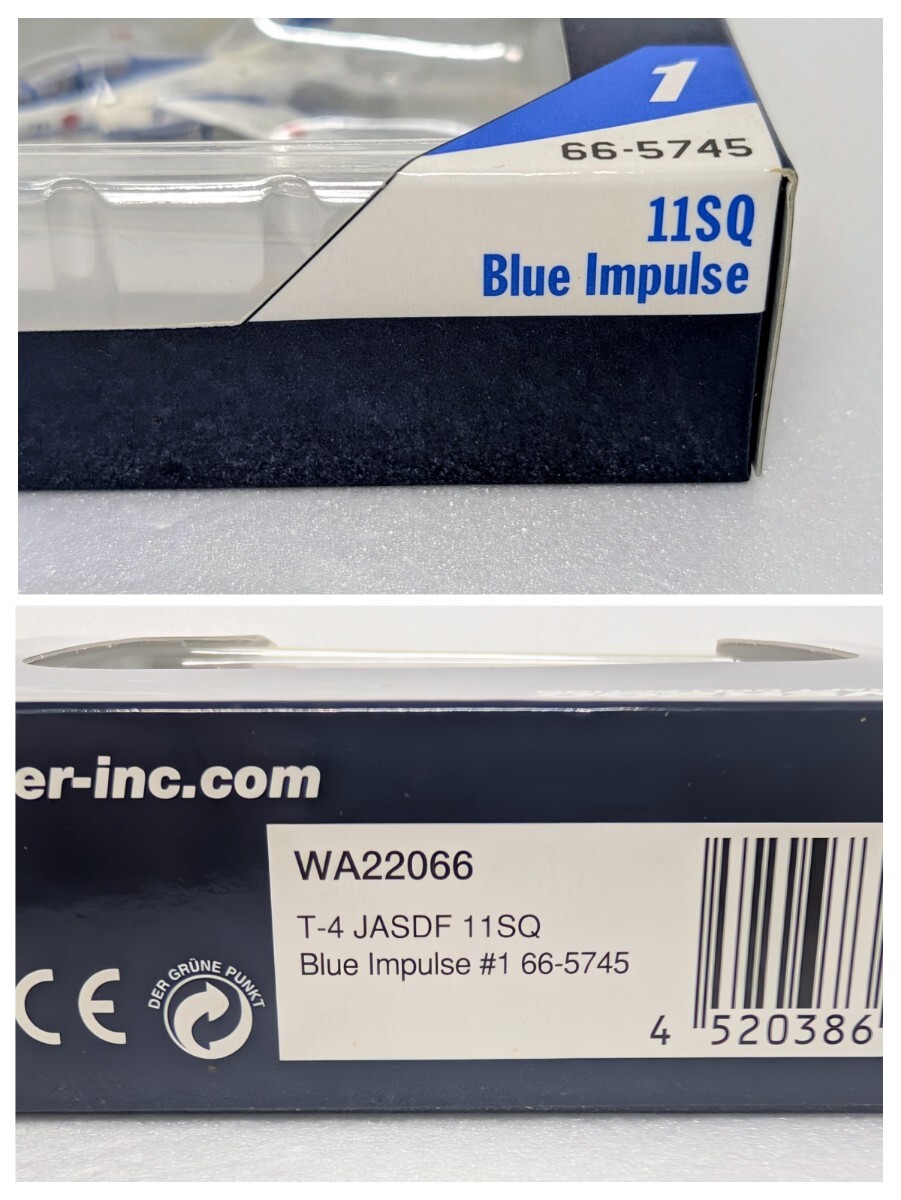 1
66-5745
11SQ
Blue Impulse
er-inc.com
WA22066
T-4 JASDF 11SQ
Blue Impulse #1 66-5745
CE
DER GRÜNE PUNKT
4 520386